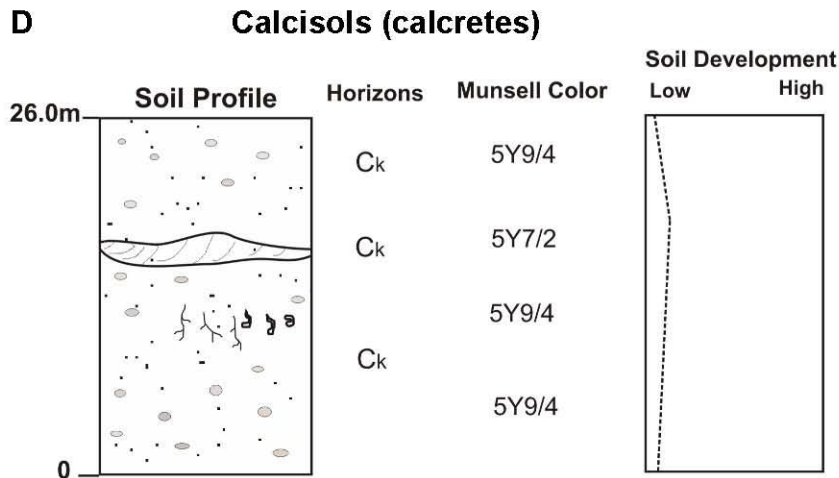 D Calcisols (calcretes)
Soil Development
Soil Profile Horizons Munsell Color Low High
26.0m
Ck 5Y9/4
Ck 5Y7/2
5Y9/4
Ck
5Y9/4
0